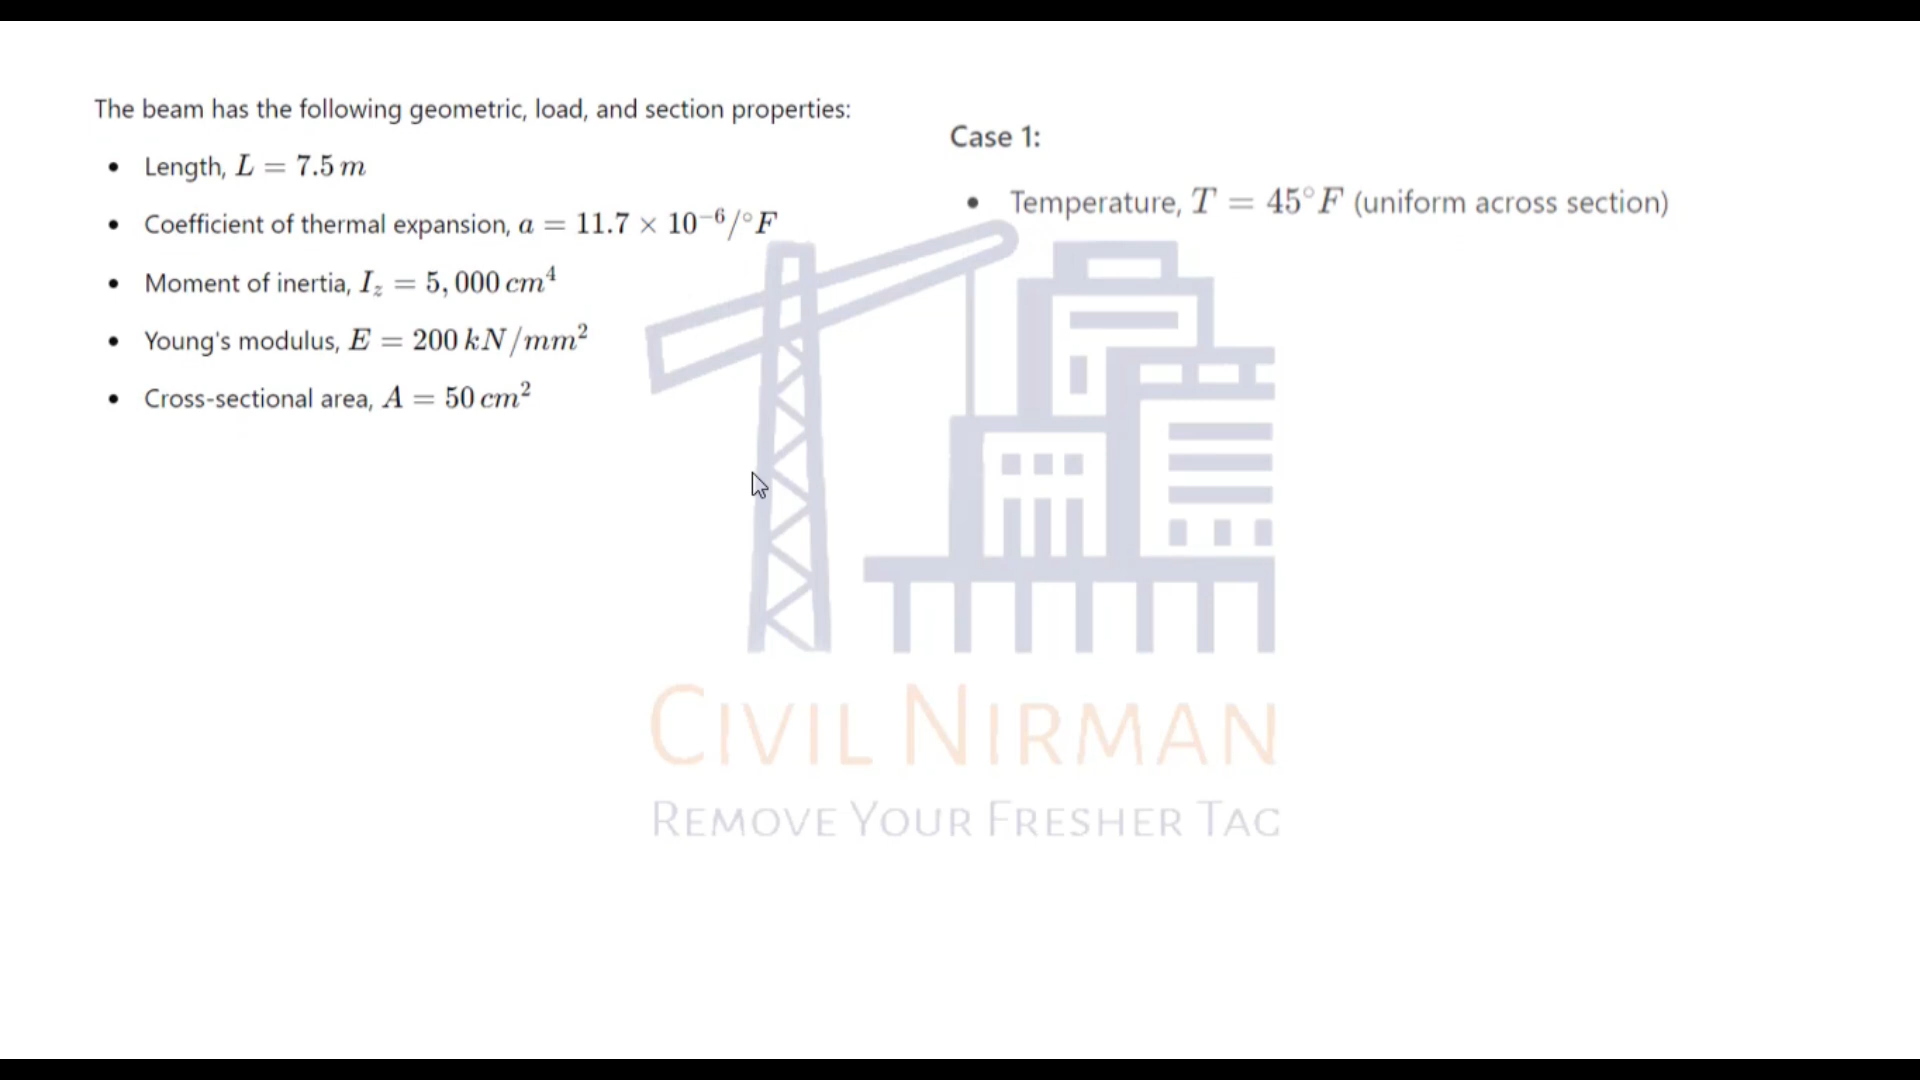 The beam has the following geometric, load, and section properties:
• Length, L = 7.5 m
• Coefficient of thermal expansion, a = 11.7 × 10⁻⁶/°F
• Moment of inertia, I_z = 5,000 cm⁴
• Young's modulus, E = 200 kN/mm²
• Cross-sectional area, A = 50 cm²
Case 1:
• Temperature, T = 45°F (uniform across section)
CIVIL NIRMAN
REMOVE YOUR FRESHER TAG